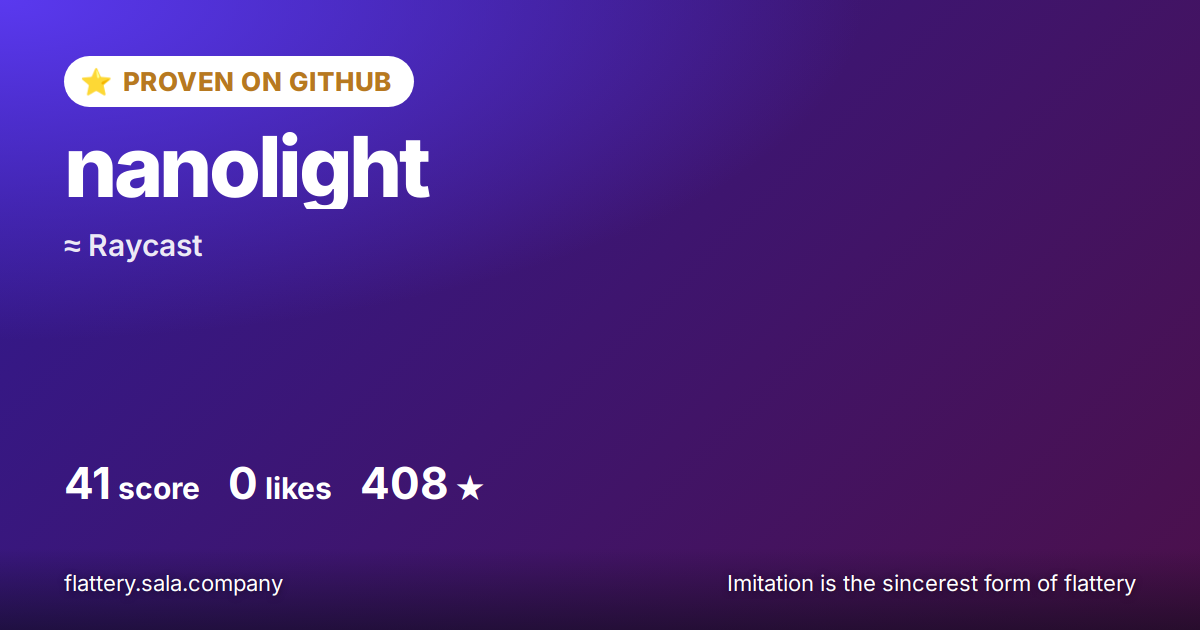 ⭐ PROVEN ON GITHUB
nanolight
≈ Raycast
41 score 0 likes 408 ★
flattery.sala.company
Imitation is the sincerest form of flattery